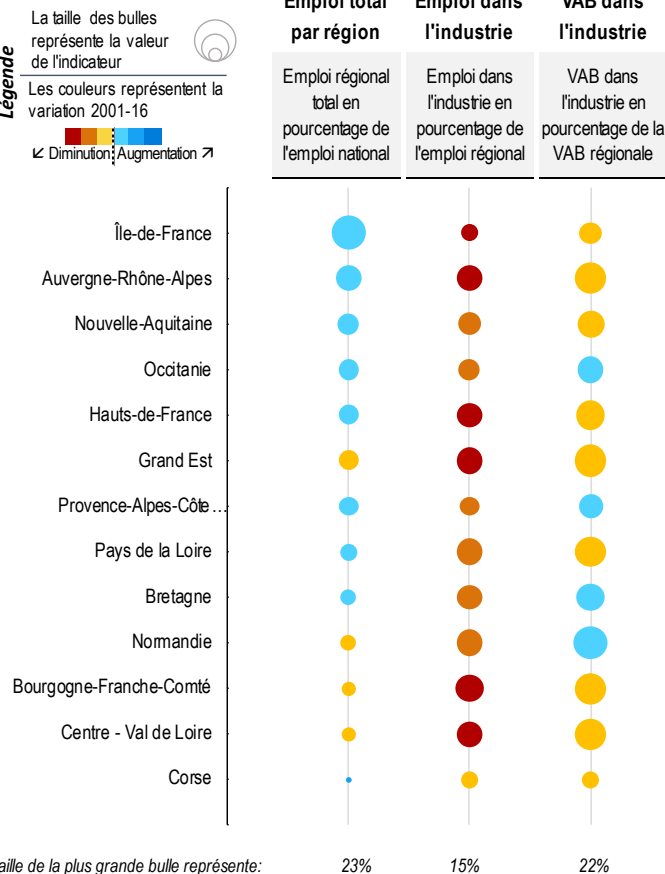 Emploi total
par région
Emploi dans
l'industrie
VAB dans
l'industrie
Légende
La taille des bulles
représente la valeur
de l'indicateur
Les couleurs représentent la
variation 2001-16
↙ Diminution Augmentation ↗
Emploi régional
total en
pourcentage de
l'emploi national
Emploi dans
l'industrie en
pourcentage de
l'emploi régional
VAB dans
l'industrie en
pourcentage de la
VAB régionale
Île-de-France
Auvergne-Rhône-Alpes
Nouvelle-Aquitaine
Occitanie
Hauts-de-France
Grand Est
Provence-Alpes-Côte…
Pays de la Loire
Bretagne
Normandie
Bourgogne-Franche-Comté
Centre - Val de Loire
Corse
aille de la plus grande bulle représente: 23% 15% 22%